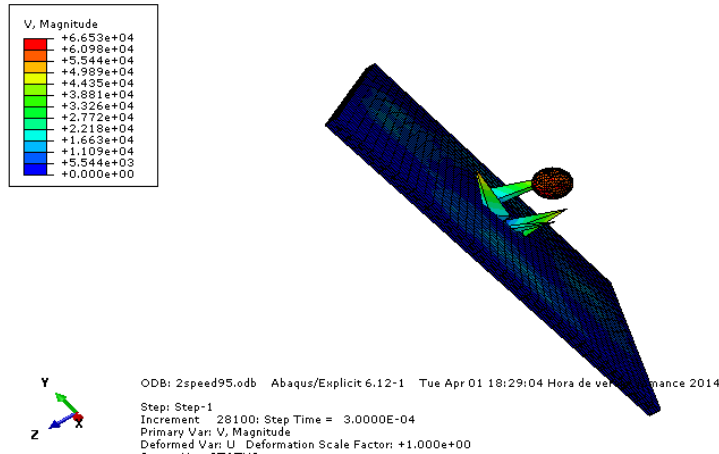 V, Magnitude
+6.653e+04
+6.098e+04
+5.544e+04
+4.989e+04
+4.435e+04
+3.881e+04
+3.326e+04
+2.772e+04
+2.218e+04
+1.663e+04
+1.109e+04
+5.544e+03
+0.000e+00
Y
Z
X
ODB: 2speed95.odb Abaqus/Explicit 6.12-1 Tue Apr 01 18:29:04 Hora de mance 2014
Step: Step-1
Increment 28100: Step Time = 3.0000E-04
Primary Var: V, Magnitude
Deformed Var: U Deformation Scale Factor: +1.000e+00